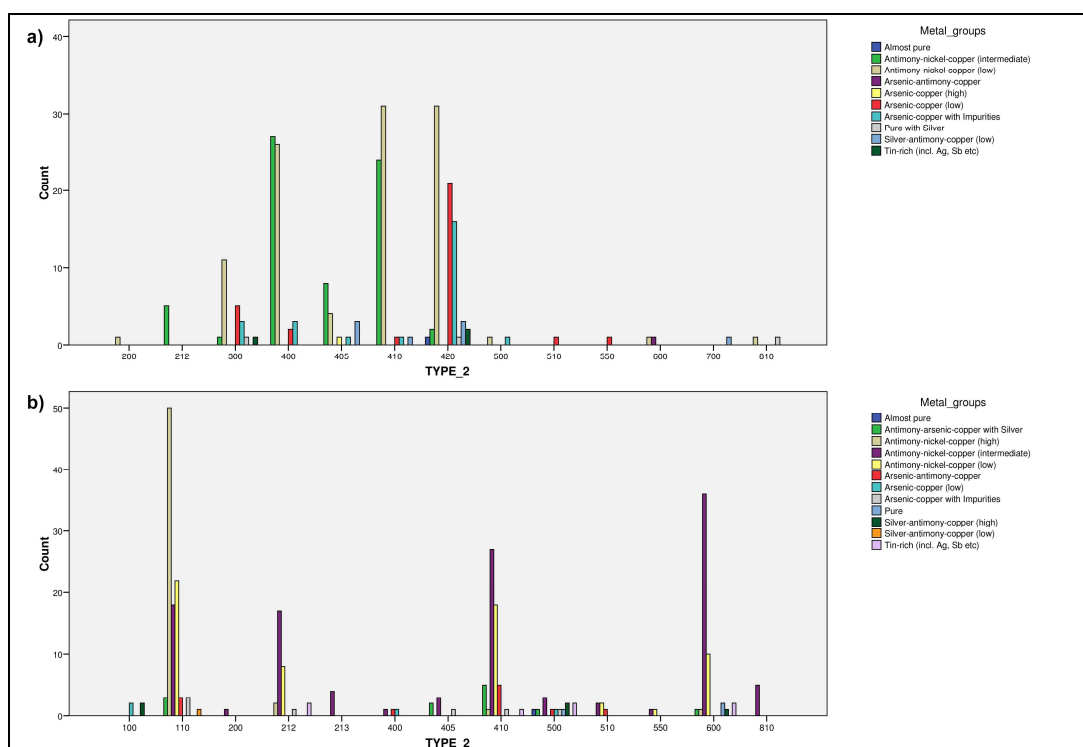 a)
Metal_groups
Almost pure
Antimony-nickel-copper (intermediate)
Antimony-nickel-copper (low)
Arsenic-antimony-copper
Arsenic-copper (high)
Arsenic-copper (low)
Arsenic-copper with Impurities
Pure with Silver
Silver-antimony-copper (low)
Tin-rich (incl. Ag, Sb etc)
40
30
20
10
0
Count
200 212 300 400 405 410 420 500 510 550 600 700 810
TYPE_2
b)
Metal_groups
Almost pure
Antimony-arsenic-copper with Silver
Antimony-nickel-copper (high)
Antimony-nickel-copper (intermediate)
Antimony-nickel-copper (low)
Arsenic-antimony-copper
Arsenic-copper (low)
Arsenic-copper with Impurities
Pure
Silver-antimony-copper (high)
Silver-antimony-copper (low)
Tin-rich (incl. Ag, Sb etc)
50
40
30
20
10
0
Count
100 110 200 212 213 400 405 410 500 510 550 600 810
TYPE_2